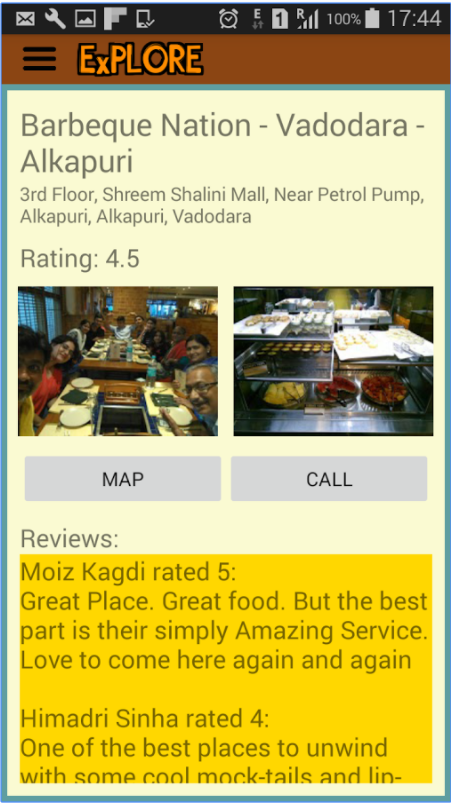 E 1 R 100% 17:44
ExPLORE
Barbeque Nation - Vadodara -
Alkapuri
3rd Floor, Shreem Shalini Mall, Near Petrol Pump,
Alkapuri, Alkapuri, Vadodara
Rating: 4.5
MAP CALL
Reviews:
Moiz Kagdi rated 5:
Great Place. Great food. But the best
part is their simply Amazing Service.
Love to come here again and again
Himadri Sinha rated 4:
One of the best places to unwind
with some cool mock-tails and lip-